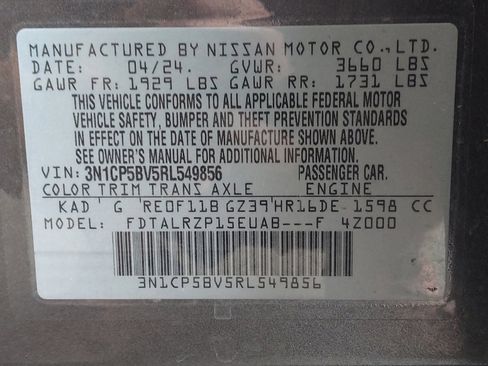 MANUFACTURED BY NISSAN MOTOR CO., LTD.
DATE: 04/24. GVWR: 3660 LBS
GAWR FR: 1929 LBS GAWR RR: 1731 LBS
THIS VEHICLE CONFORMS TO ALL APPLICABLE FEDERAL MOTOR
VEHICLE SAFETY, BUMPER AND THEFT PREVENTION STANDARDS
IN EFFECT ON THE DATE OF MANUFACTURE SHOWN ABOVE.
SEE OWNER'S MANUAL FOR ADDITIONAL INFORMATION.
VIN: 3N1CP5BV5RL549856 PASSENGER CAR.
COLOR TRIM TRANS AXLE ENGINE
KAD G RE0F11B GZ39 HR16DE 1598 CC
MODEL: FDTALRZP15EUAB---F 4Z000
3N1CP5BV5RL549856